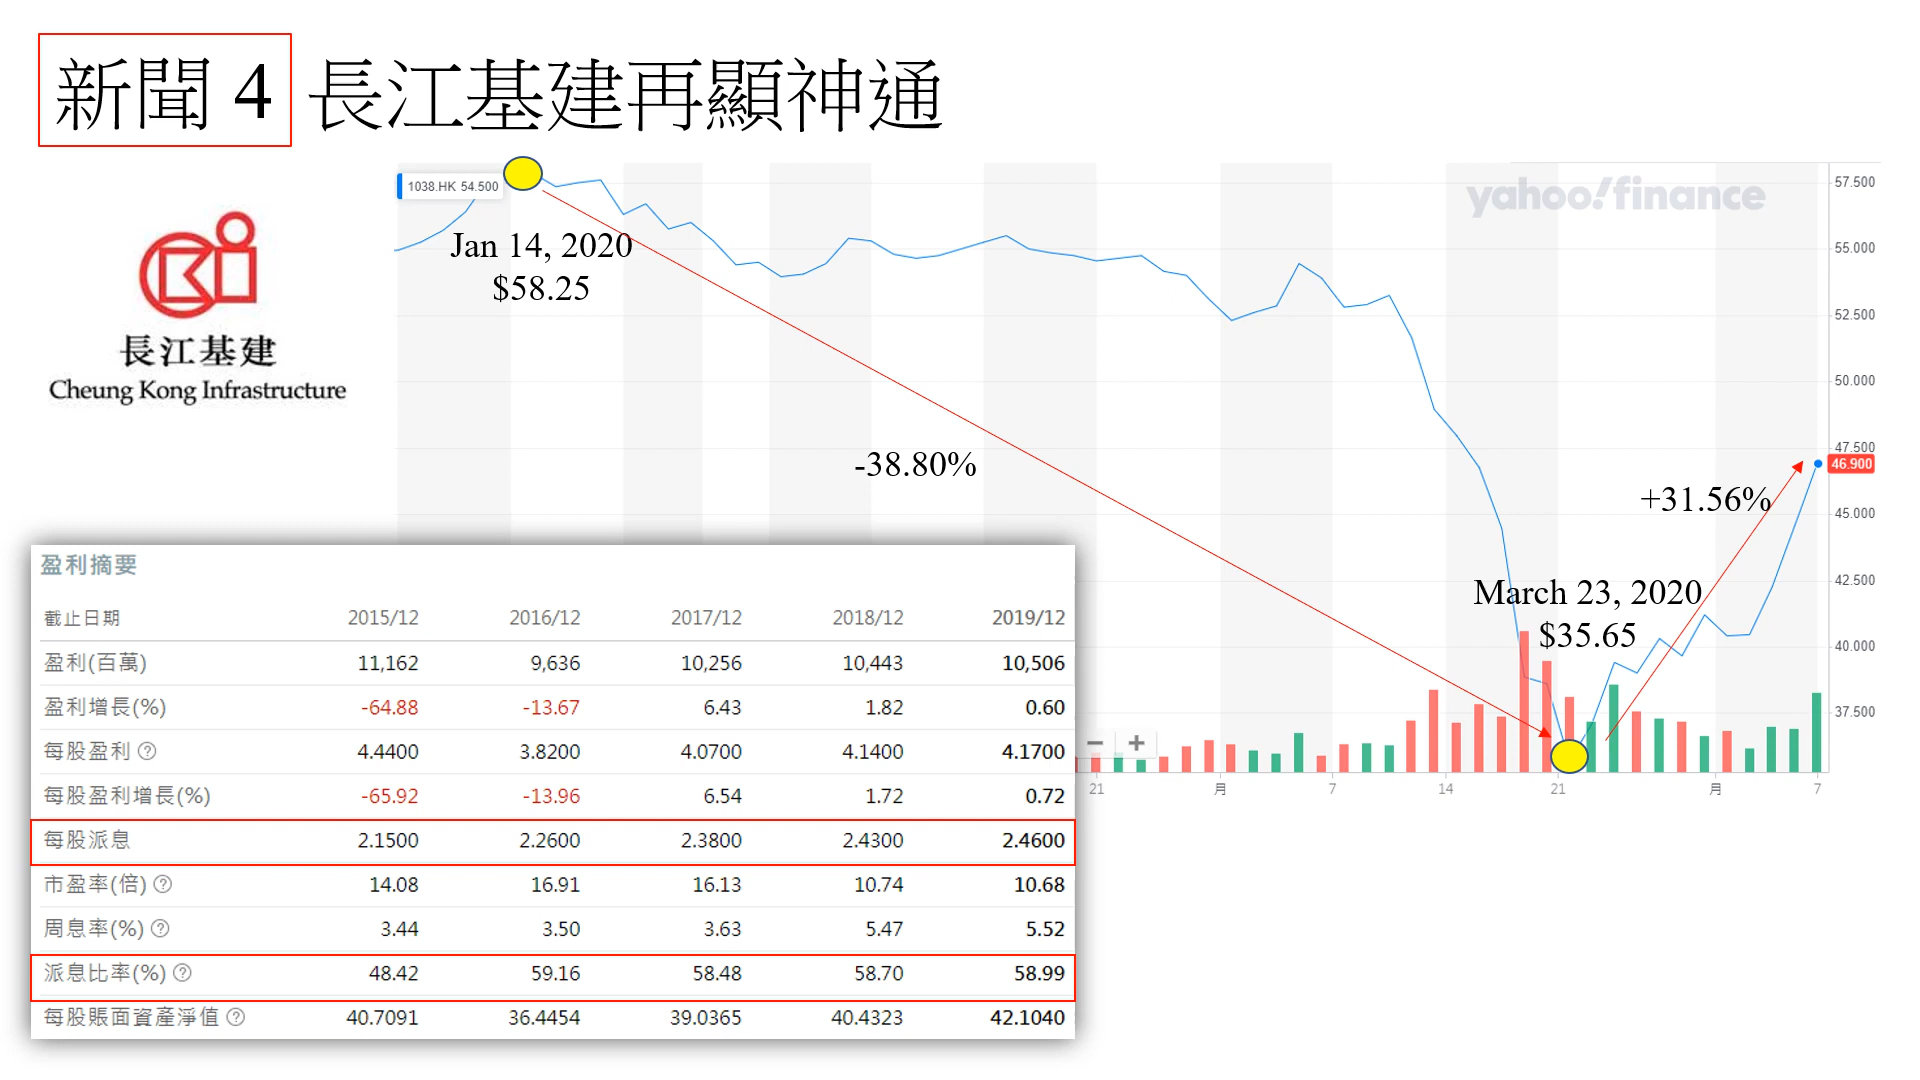 新聞 4 長江基建再顯神通
長江基建
Cheung Kong Infrastructure
1038.HK 54.500
yahoo!finance
Jan 14, 2020
$58.25
-38.80%
+31.56%
March 23, 2020
$35.65
57.500
55.000
52.500
50.000
47.500
46.900
45.000
42.500
40.000
37.500
21 月 7 14 21 月 7
盈利摘要
截止日期 2015/12 2016/12 2017/12 2018/12 2019/12
盈利(百萬) 11,162 9,636 10,256 10,443 10,506
盈利增長(%) -64.88 -13.67 6.43 1.82 0.60
每股盈利 ? 4.4400 3.8200 4.0700 4.1400 4.1700
每股盈利增長(%) -65.92 -13.96 6.54 1.72 0.72
每股派息 2.1500 2.2600 2.3800 2.4300 2.4600
市盈率(倍) ? 14.08 16.91 16.13 10.74 10.68
周息率(%) ? 3.44 3.50 3.63 5.47 5.52
派息比率(%) ? 48.42 59.16 58.48 58.70 58.99
每股賬面資產淨值 ? 40.7091 36.4454 39.0365 40.4323 42.1040